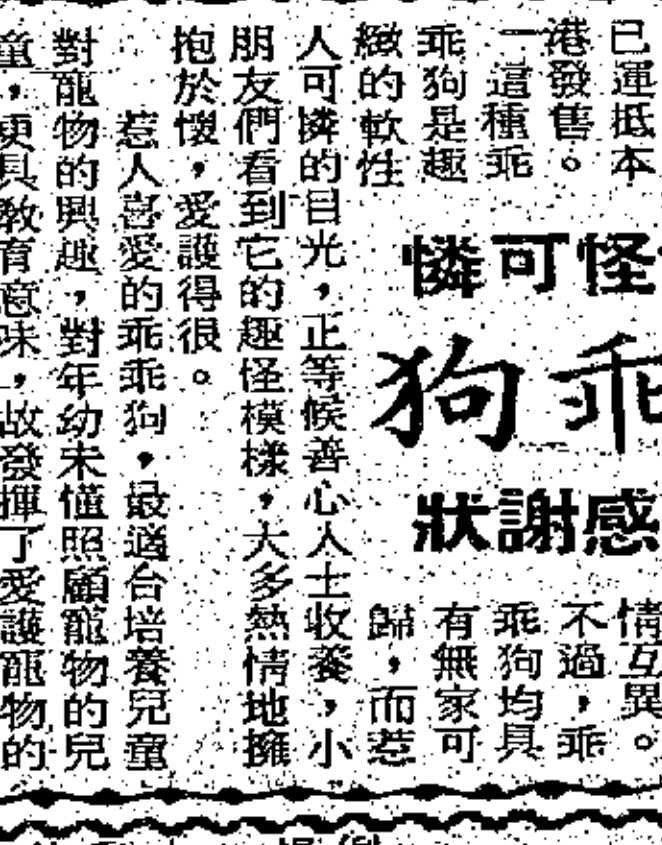 怪可憐
乖狗
感謝狀
已運抵本
港發售。
一這種乖
乖狗是趣
緻的軟性
情互異。
不過，乖
乖狗均具
有無家可
歸，而惹
人可憐的目光，正等候善心人士收養，小
朋友們看到它的趣怪模樣，大多熱情地擁
抱於懷，愛護得很。
惹人喜愛的乖乖狗，最適合培養兒童
對寵物的興趣，對年幼未懂照顧寵物的兒
童，更具教育意味，故發揮了愛護寵物的